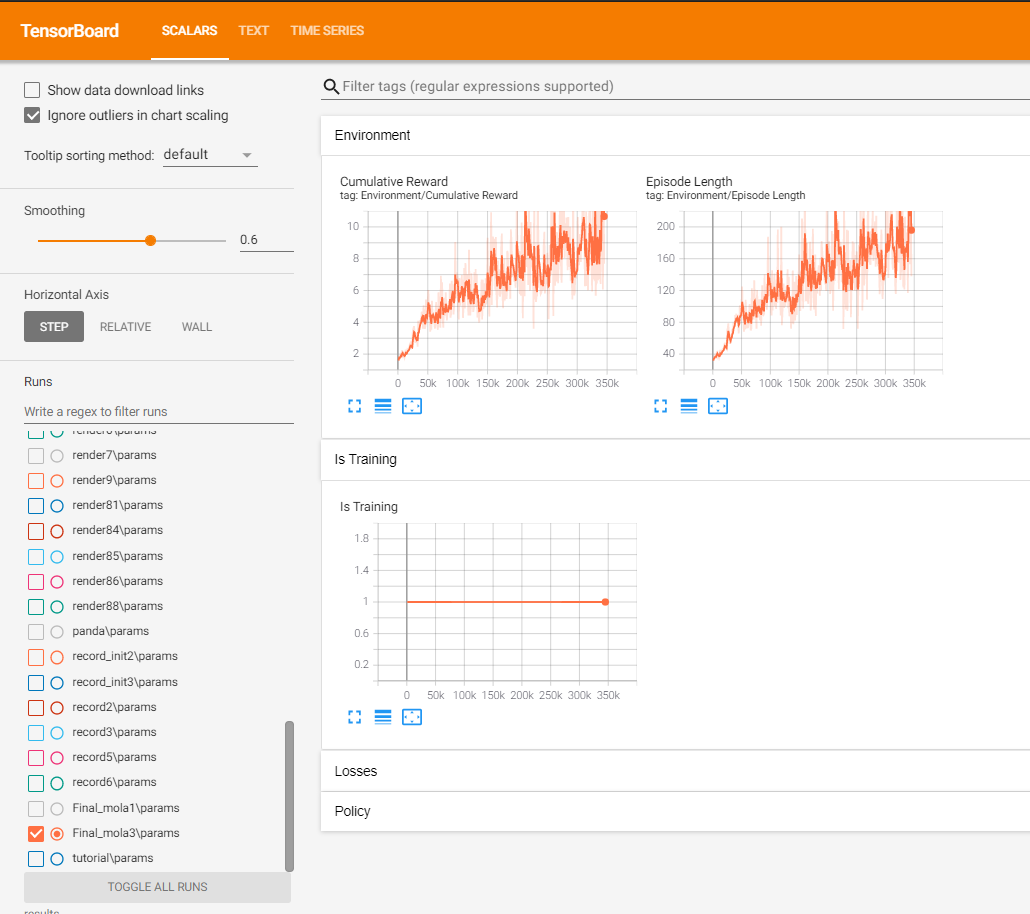 TensorBoard SCALARS TEXT TIME SERIES
Show data download links
Ignore outliers in chart scaling
Tooltip sorting method: default
Smoothing
0.6
Horizontal Axis
STEP RELATIVE WALL
Runs
Write a regex to filter runs
render7\params
render9\params
render81\params
render84\params
render85\params
render86\params
render88\params
panda\params
record_init2\params
record_init3\params
record2\params
record3\params
record5\params
record6\params
Final_mola1\params
Final_mola3\params
tutorial\params
TOGGLE ALL RUNS
results
Filter tags (regular expressions supported)
Environment
Cumulative Reward
tag: Environment/Cumulative Reward
10
8
6
4
2
0 50k 100k 150k 200k 250k 300k 350k
Episode Length
tag: Environment/Episode Length
200
160
120
80
40
0 50k 100k 150k 200k 250k 300k 350k
Is Training
Is Training
1.8
1.4
1
0.6
0.2
0 50k 100k 150k 200k 250k 300k 350k
Losses
Policy